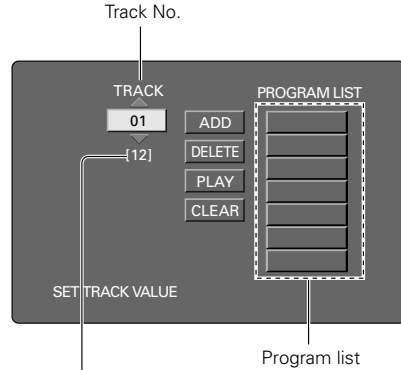 Track No.
TRACK
PROGRAM LIST
01
ADD
[12]
DELETE
PLAY
CLEAR
SET TRACK VALUE
Program list